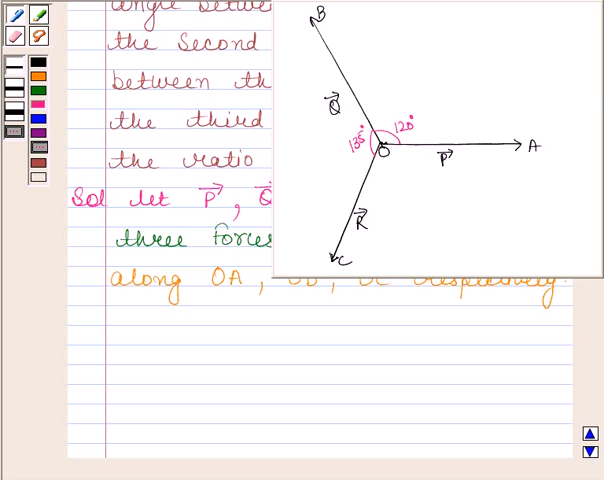 angle betwe
the second
between th
the third
the ratio
Sol let P, Q
three forces
along OA, OB, OC respectively.
B
Q
135° 120°
O P A
R
C